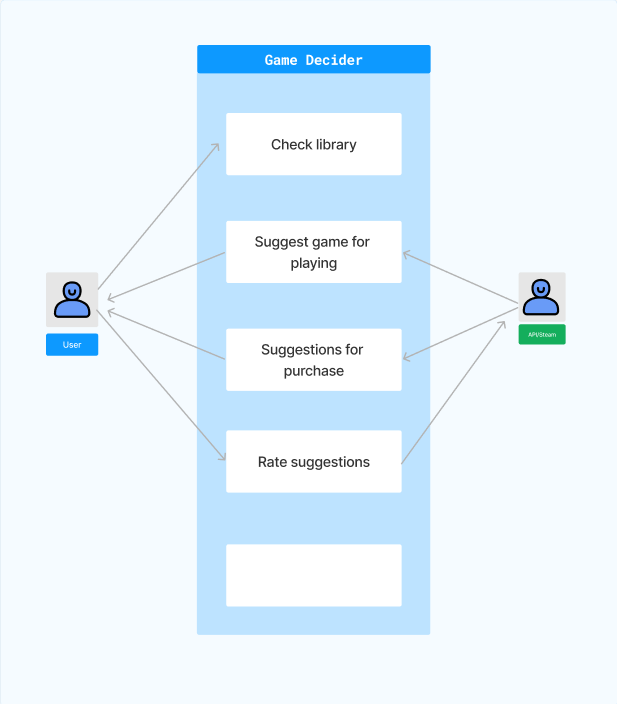 Game Decider
Check library
Suggest game for
playing
User
API/Steam
Suggestions for
purchase
Rate suggestions